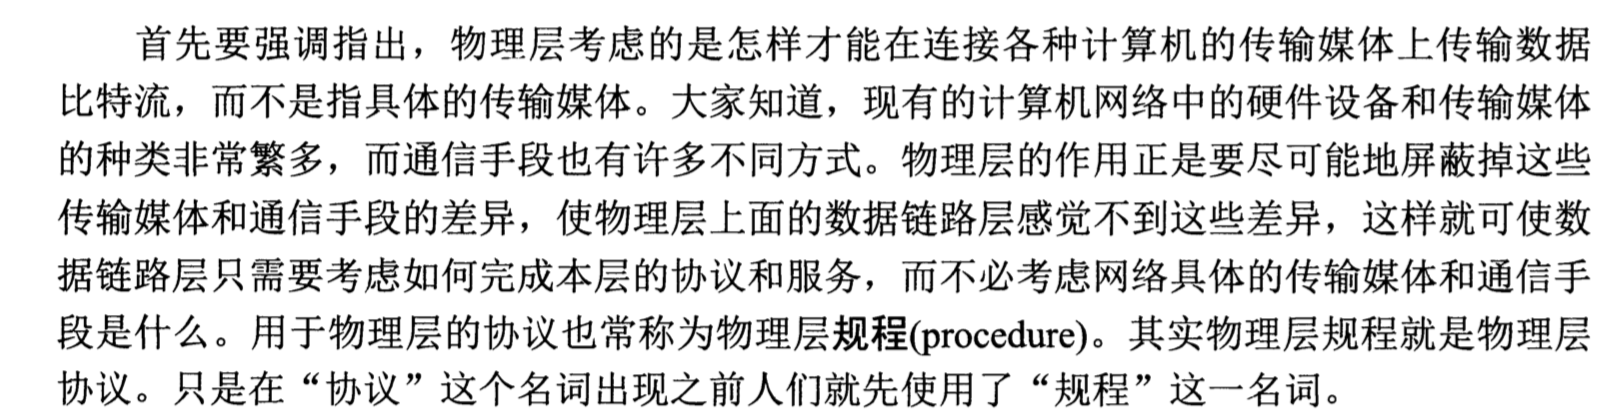 首先要强调指出，物理层考虑的是怎样才能在连接各种计算机的传输媒体上传输数据
比特流，而不是指具体的传输媒体。大家知道，现有的计算机网络中的硬件设备和传输媒体
的种类非常繁多，而通信手段也有许多不同方式。物理层的作用正是要尽可能地屏蔽掉这些
传输媒体和通信手段的差异，使物理层上面的数据链路层感觉不到这些差异，这样就可使数
据链路层只需要考虑如何完成本层的协议和服务，而不必考虑网络具体的传输媒体和通信手
段是什么。用于物理层的协议也常称为物理层规程(procedure)。其实物理层规程就是物理层
协议。只是在“协议”这个名词出现之前人们就先使用了“规程”这一名词。